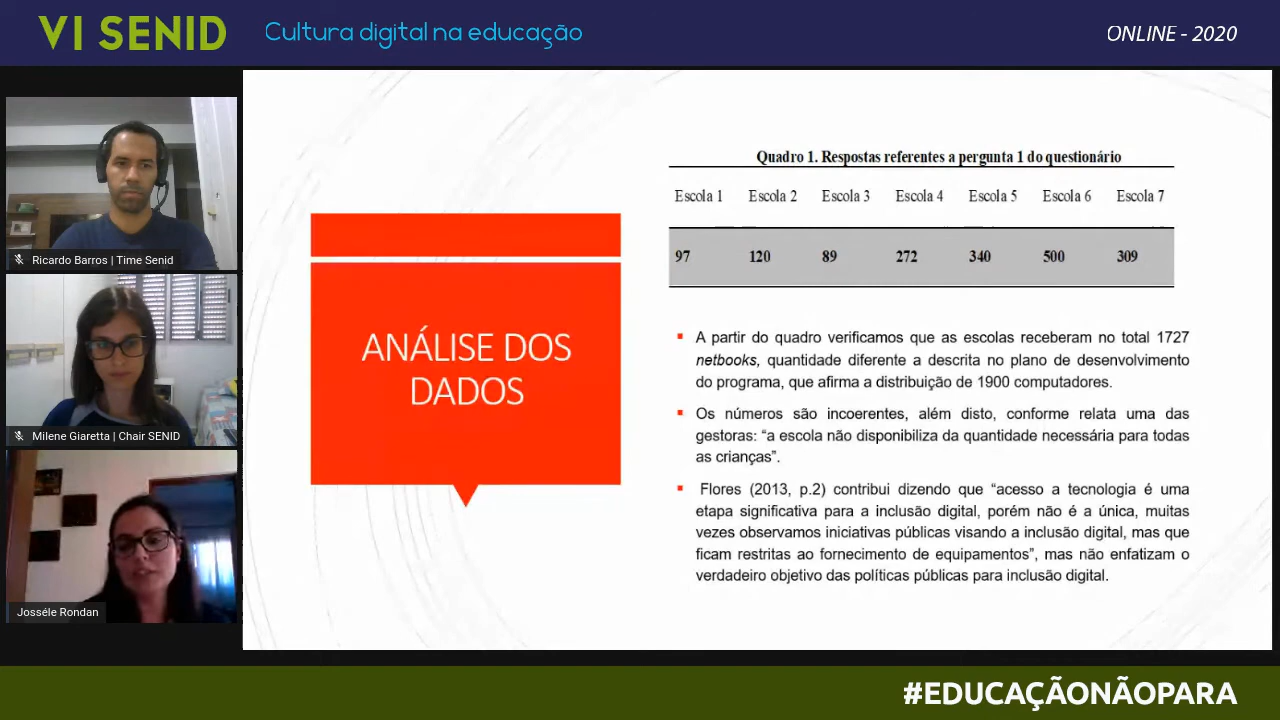 VI SENID
Cultura digital na educação
ONLINE - 2020
Ricardo Barros | Time Senid
Milene Giaretta | Chair SENID
Josséle Rondan
ANÁLISE DOS
DADOS
Quadro 1. Respostas referentes a pergunta 1 do questionário
Escola 1 Escola 2 Escola 3 Escola 4 Escola 5 Escola 6 Escola 7
97 120 89 272 340 500 309
A partir do quadro verificamos que as escolas receberam no total 1727
netbooks, quantidade diferente a descrita no plano de desenvolvimento
do programa, que afirma a distribuição de 1900 computadores.
Os números são incoerentes, além disto, conforme relata uma das
gestoras: “a escola não disponibiliza da quantidade necessária para todas
as crianças”.
Flores (2013, p.2) contribui dizendo que “acesso a tecnologia é uma
etapa significativa para a inclusão digital, porém não é a única, muitas
vezes observamos iniciativas públicas visando a inclusão digital, mas que
ficam restritas ao fornecimento de equipamentos”, mas não enfatizam o
verdadeiro objetivo das políticas públicas para inclusão digital.
#EDUCAÇÃONÃOPARA